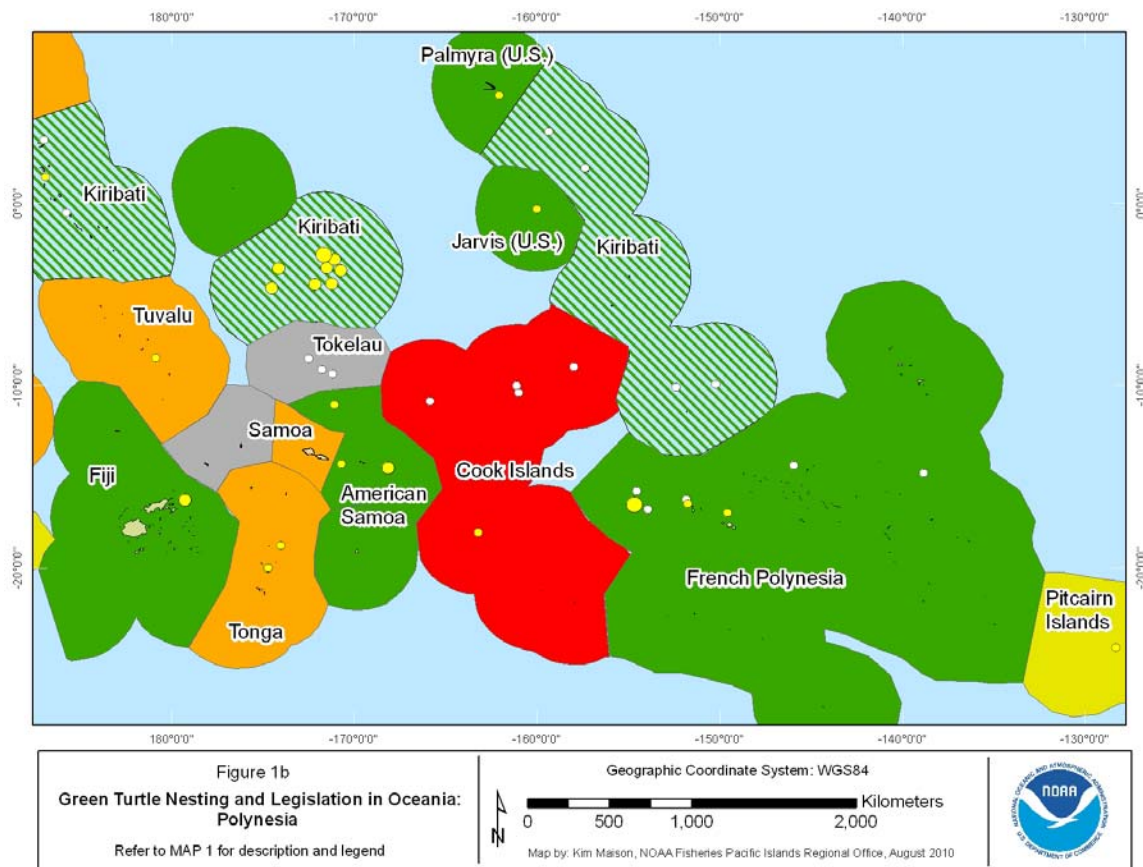 180°0'0" -170°0'0" -160°0'0" -150°0'0" -140°0'0" -130°0'0"
Palmyra (U.S.)
Kiribati
Kiribati
0°0'0" 0°0'0"
Jarvis (U.S.)
Kiribati
Tuvalu
Tokelau
-10°0'0" -10°0'0"
Samoa
Fiji
Cook Islands
American
Samoa
-20°0'0" -20°0'0"
French Polynesia
Pitcairn
Islands
Tonga
180°0'0" -170°0'0" -160°0'0" -150°0'0" -140°0'0" -130°0'0"
Figure 1b
Green Turtle Nesting and Legislation in Oceania:
Polynesia
Refer to MAP 1 for description and legend
N
Geographic Coordinate System: WGS84
Kilometers
0 500 1,000 2,000
Map by: Kim Maison, NOAA Fisheries Pacific Islands Regional Office, August 2010
NATIONAL OCEANIC AND ATMOSPHERIC ADMINISTRATION
NOAA
U.S. DEPARTMENT OF COMMERCE